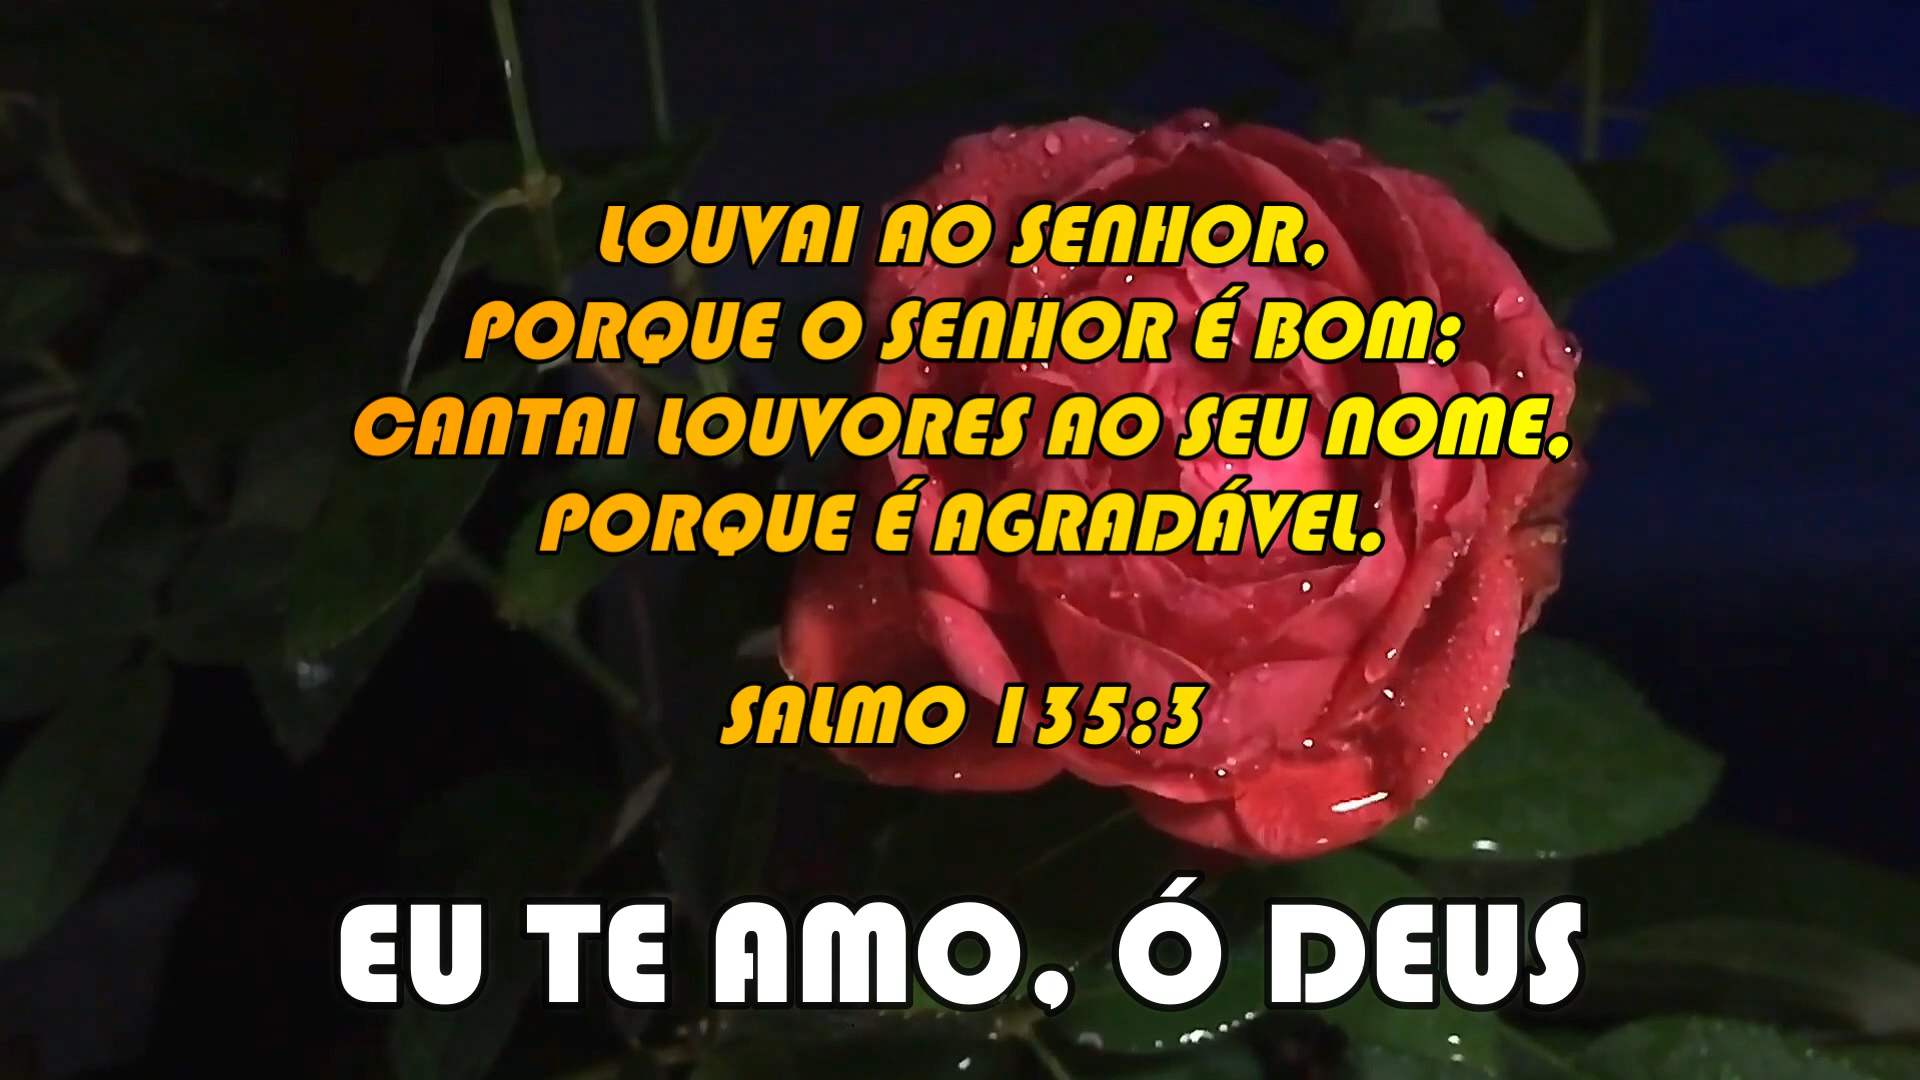 LOUVAI AO SENHOR,
PORQUE O SENHOR É BOM;
CANTAI LOUVORES AO SEU NOME,
PORQUE É AGRADÁVEL.
SALMO 135:3
EU TE AMO, Ó DEUS